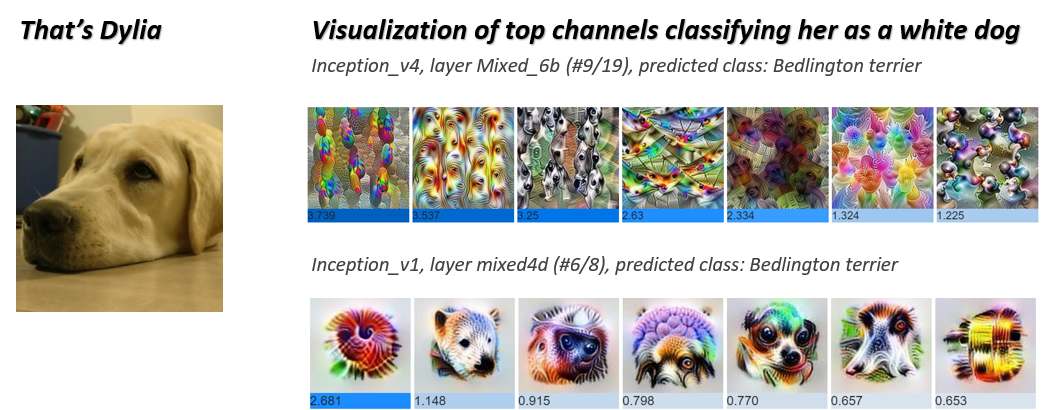 That's Dylia
Visualization of top channels classifying her as a white dog
Inception_v4, layer Mixed_6b (#9/19), predicted class: Bedlington terrier
3.739 3.537 3.25 2.63 2.334 1.324 1.225
Inception_v1, layer mixed4d (#6/8), predicted class: Bedlington terrier
2.681 1.148 0.915 0.798 0.770 0.657 0.653